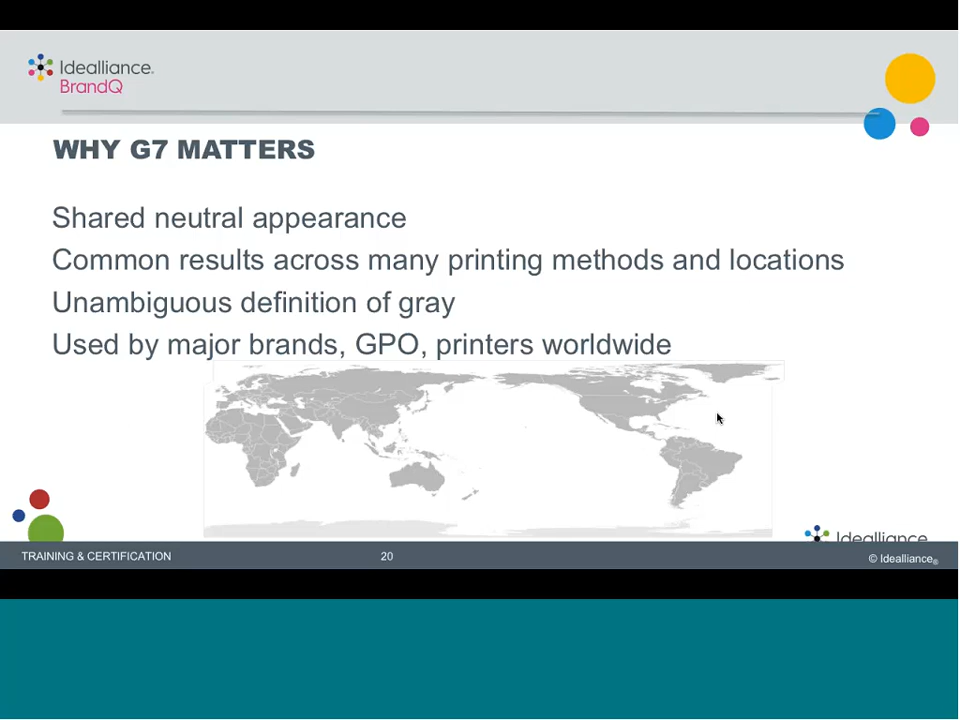 Idealliance®
BrandQ
WHY G7 MATTERS
Shared neutral appearance
Common results across many printing methods and locations
Unambiguous definition of gray
Used by major brands, GPO, printers worldwide
Idealliance
TRAINING & CERTIFICATION
20
© Idealliance®